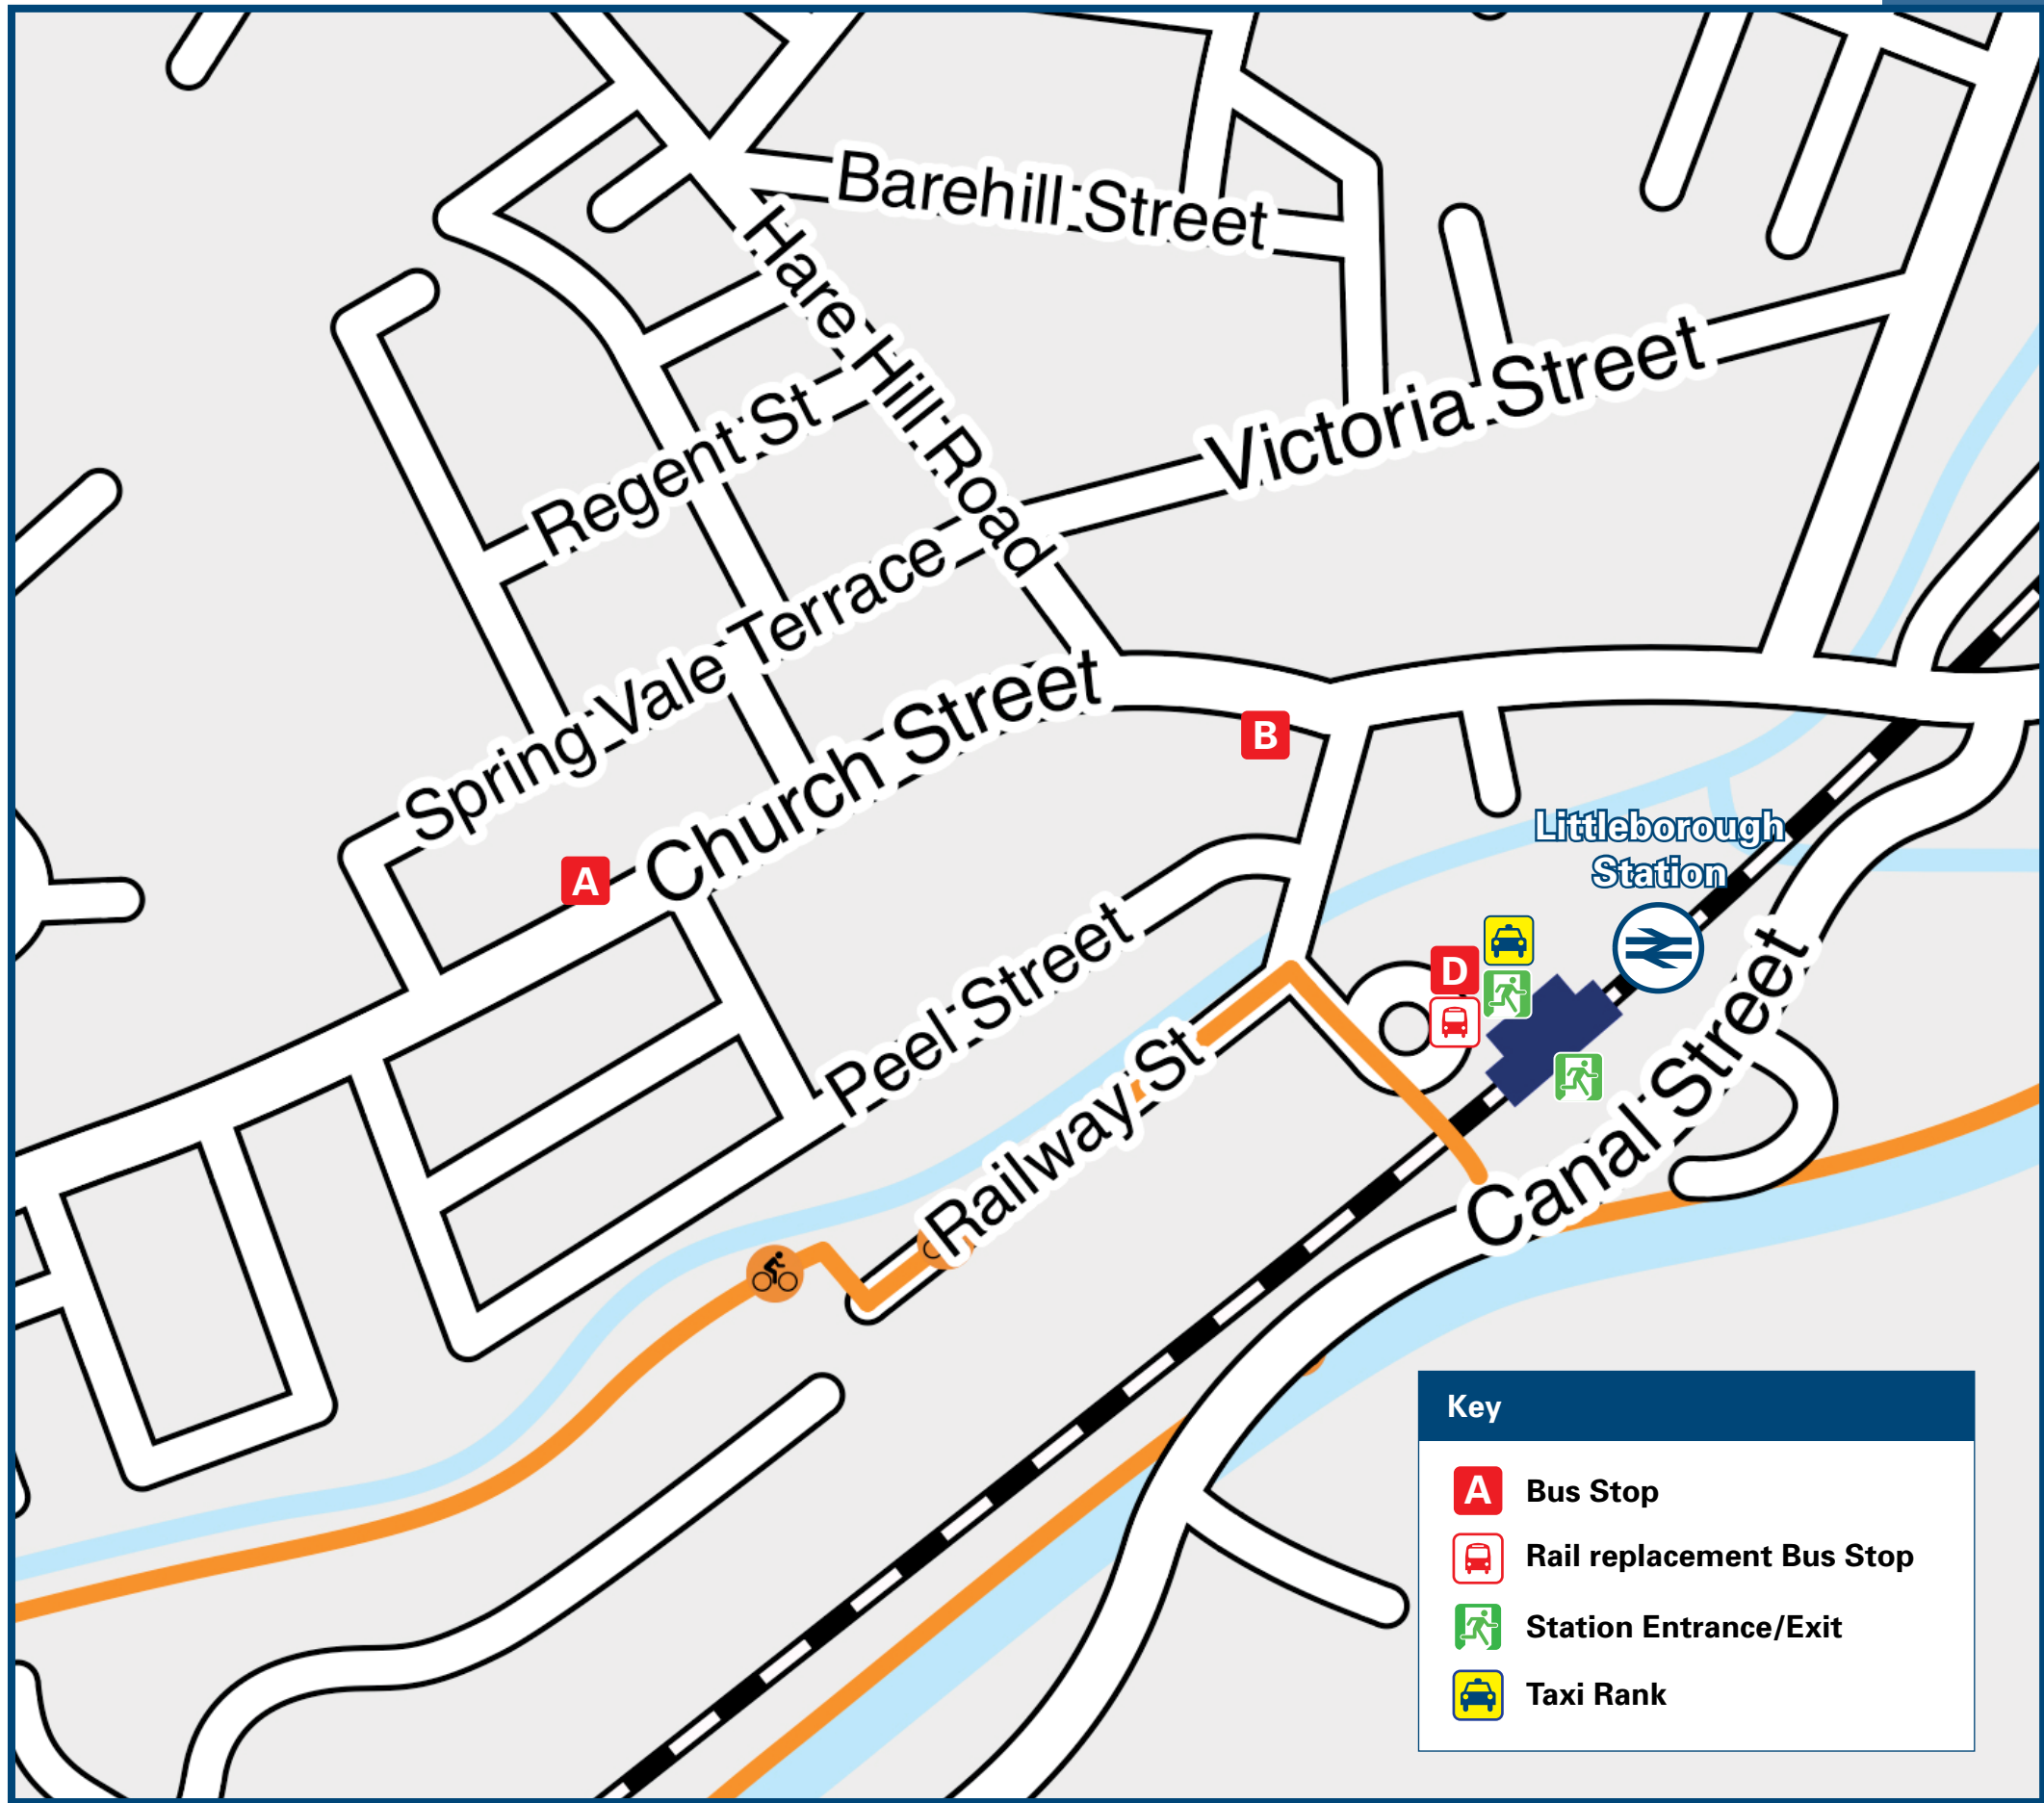 Barehill Street
Hare Hill Road
Regent St
Victoria Street
Spring Vale Terrace
Church Street
B
A
Littleborough
Station
Peel Street
D
Railway St
Canal Street
Key
A Bus Stop
Rail replacement Bus Stop
Station Entrance/Exit
Taxi Rank